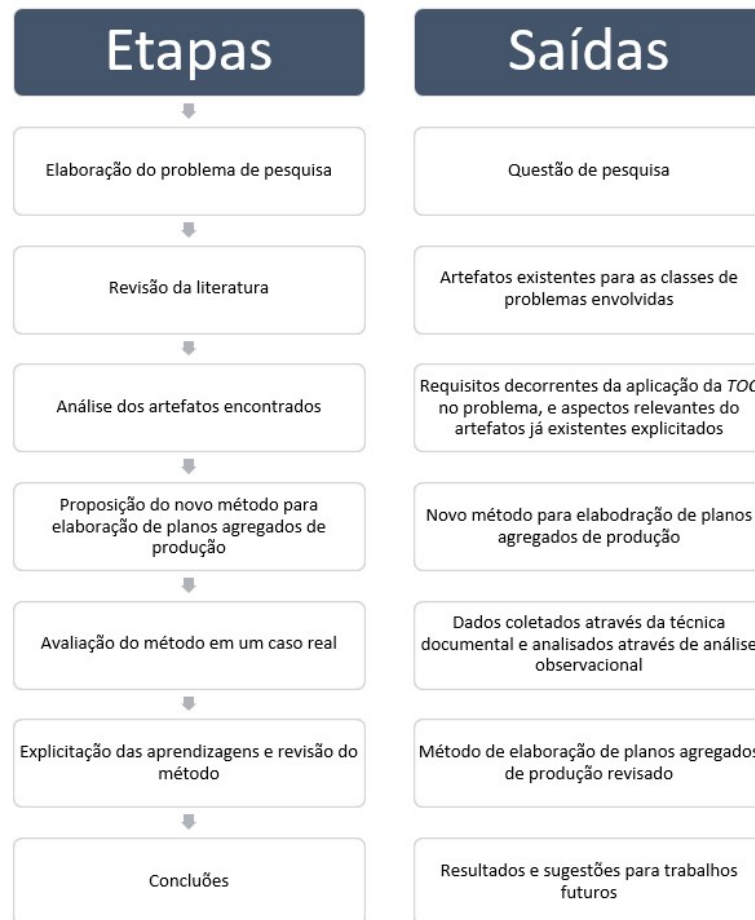 Etapas
Saídas
Elaboração do problema de pesquisa
Questão de pesquisa
Revisão da literatura
Artefatos existentes para as classes de
problemas envolvidas
Análise dos artefatos encontrados
Requisitos decorrentes da aplicação da TOC
no problema, e aspectos relevantes do
artefatos já existentes explicitados
Proposição do novo método para
elaboração de planos agregados de
produção
Novo método para elabodração de planos
agregados de produção
Avaliação do método em um caso real
Dados coletados através da técnica
documental e analisados através de análise
observacional
Explicitação das aprendizagens e revisão do
método
Método de elaboração de planos agregados
de produção revisado
Concluões
Resultados e sugestões para trabalhos
futuros